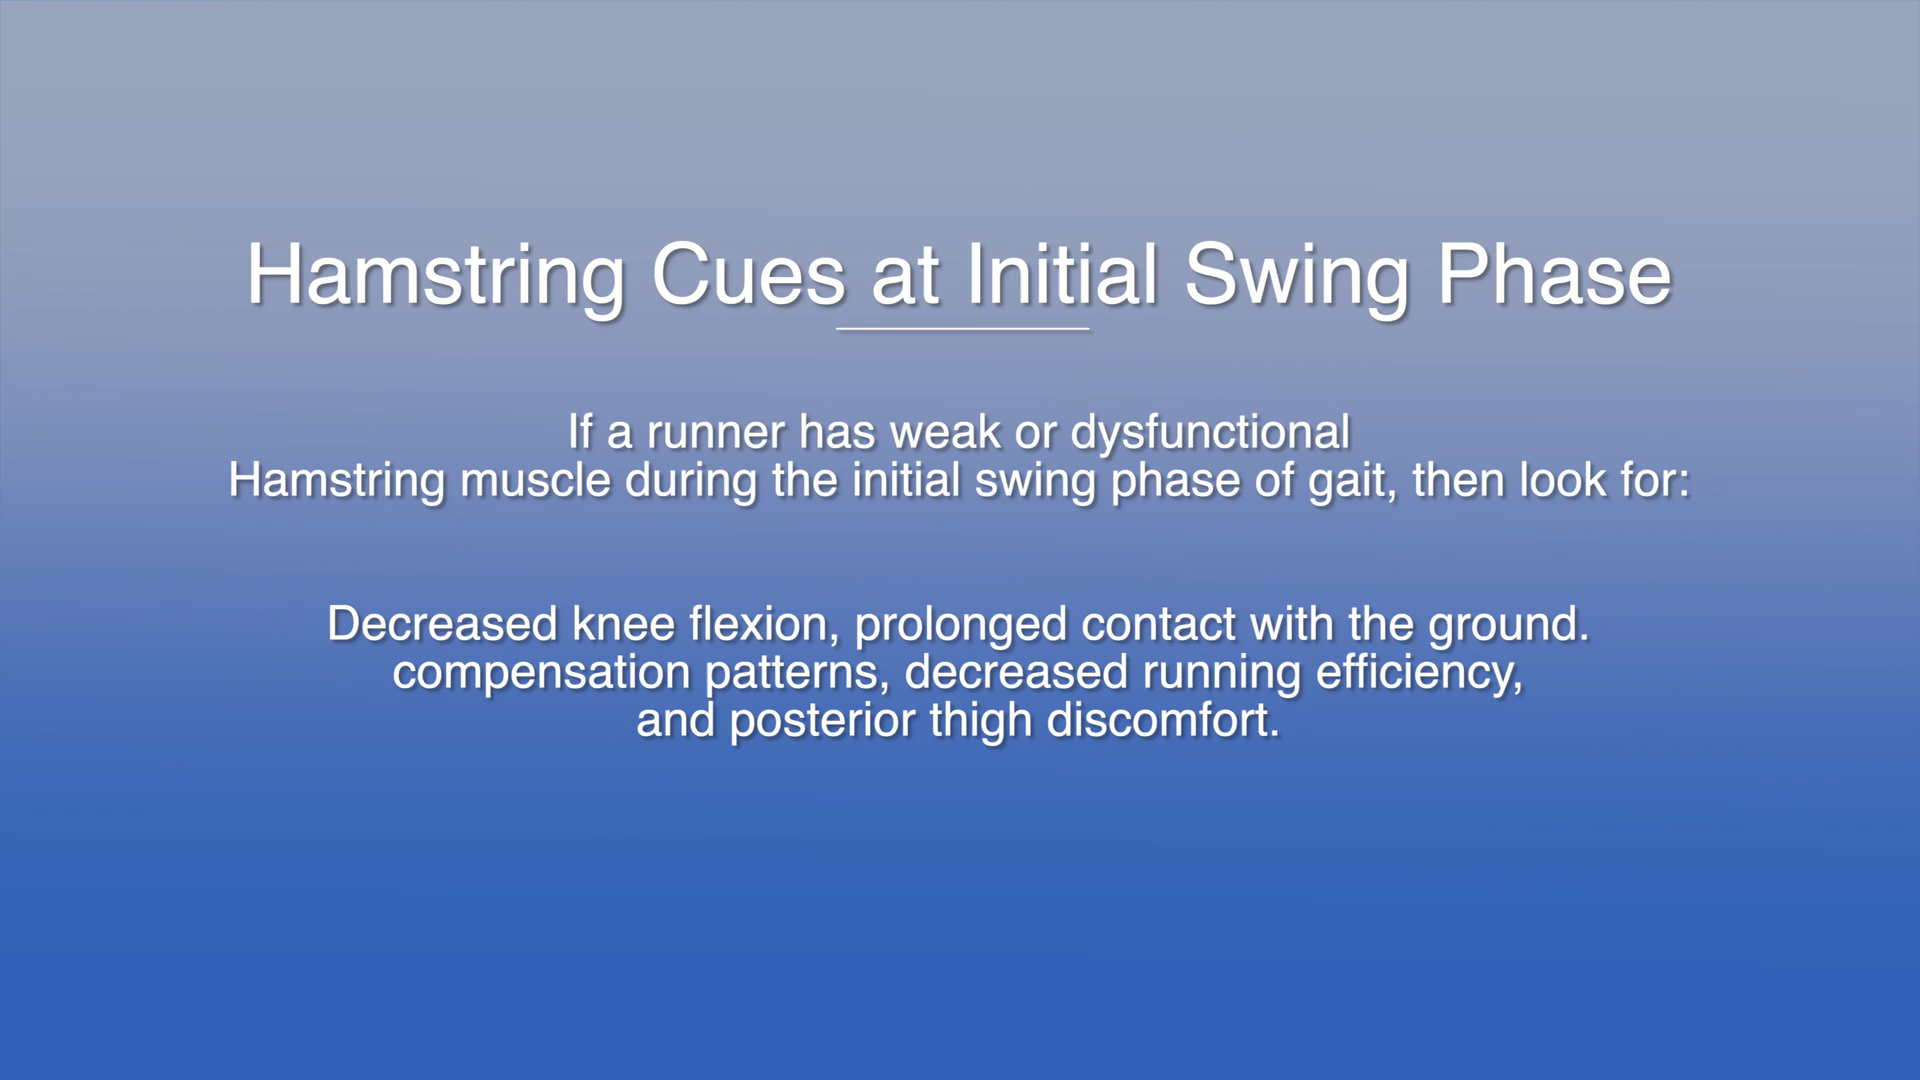 Hamstring Cues at Initial Swing Phase
If a runner has weak or dysfunctional
Hamstring muscle during the initial swing phase of gait, then look for:
Decreased knee flexion, prolonged contact with the ground.
compensation patterns, decreased running efficiency,
and posterior thigh discomfort.